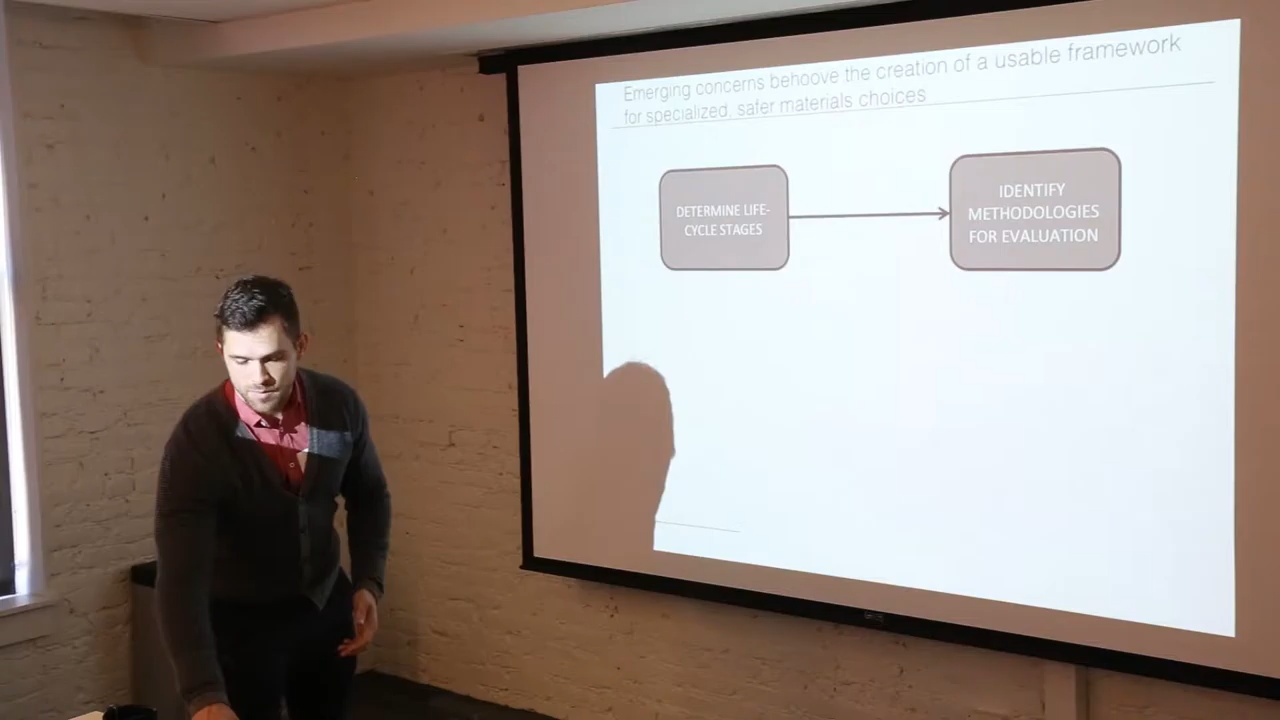 Emerging concerns behoove the creation of a usable framework
for specialized, safer materials choices
DETERMINE LIFE-
CYCLE STAGES
IDENTIFY
METHODOLOGIES
FOR EVALUATION